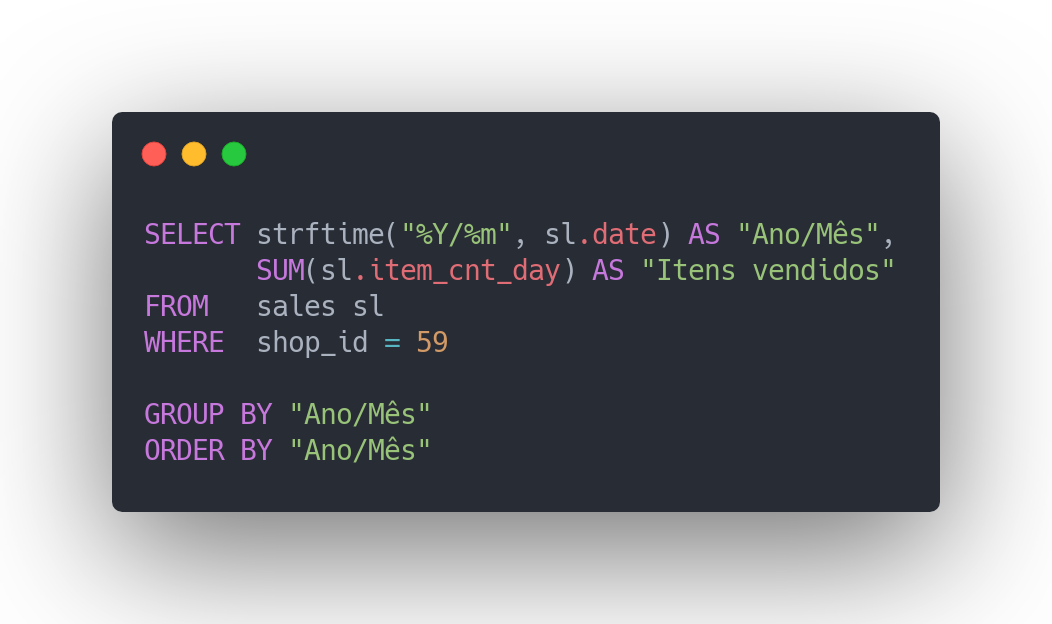 SELECT strftime("%Y/%m", sl.date) AS "Ano/Mês",
       SUM(sl.item_cnt_day) AS "Itens vendidos"
FROM   sales sl
WHERE  shop_id = 59
GROUP BY "Ano/Mês"
ORDER BY "Ano/Mês"